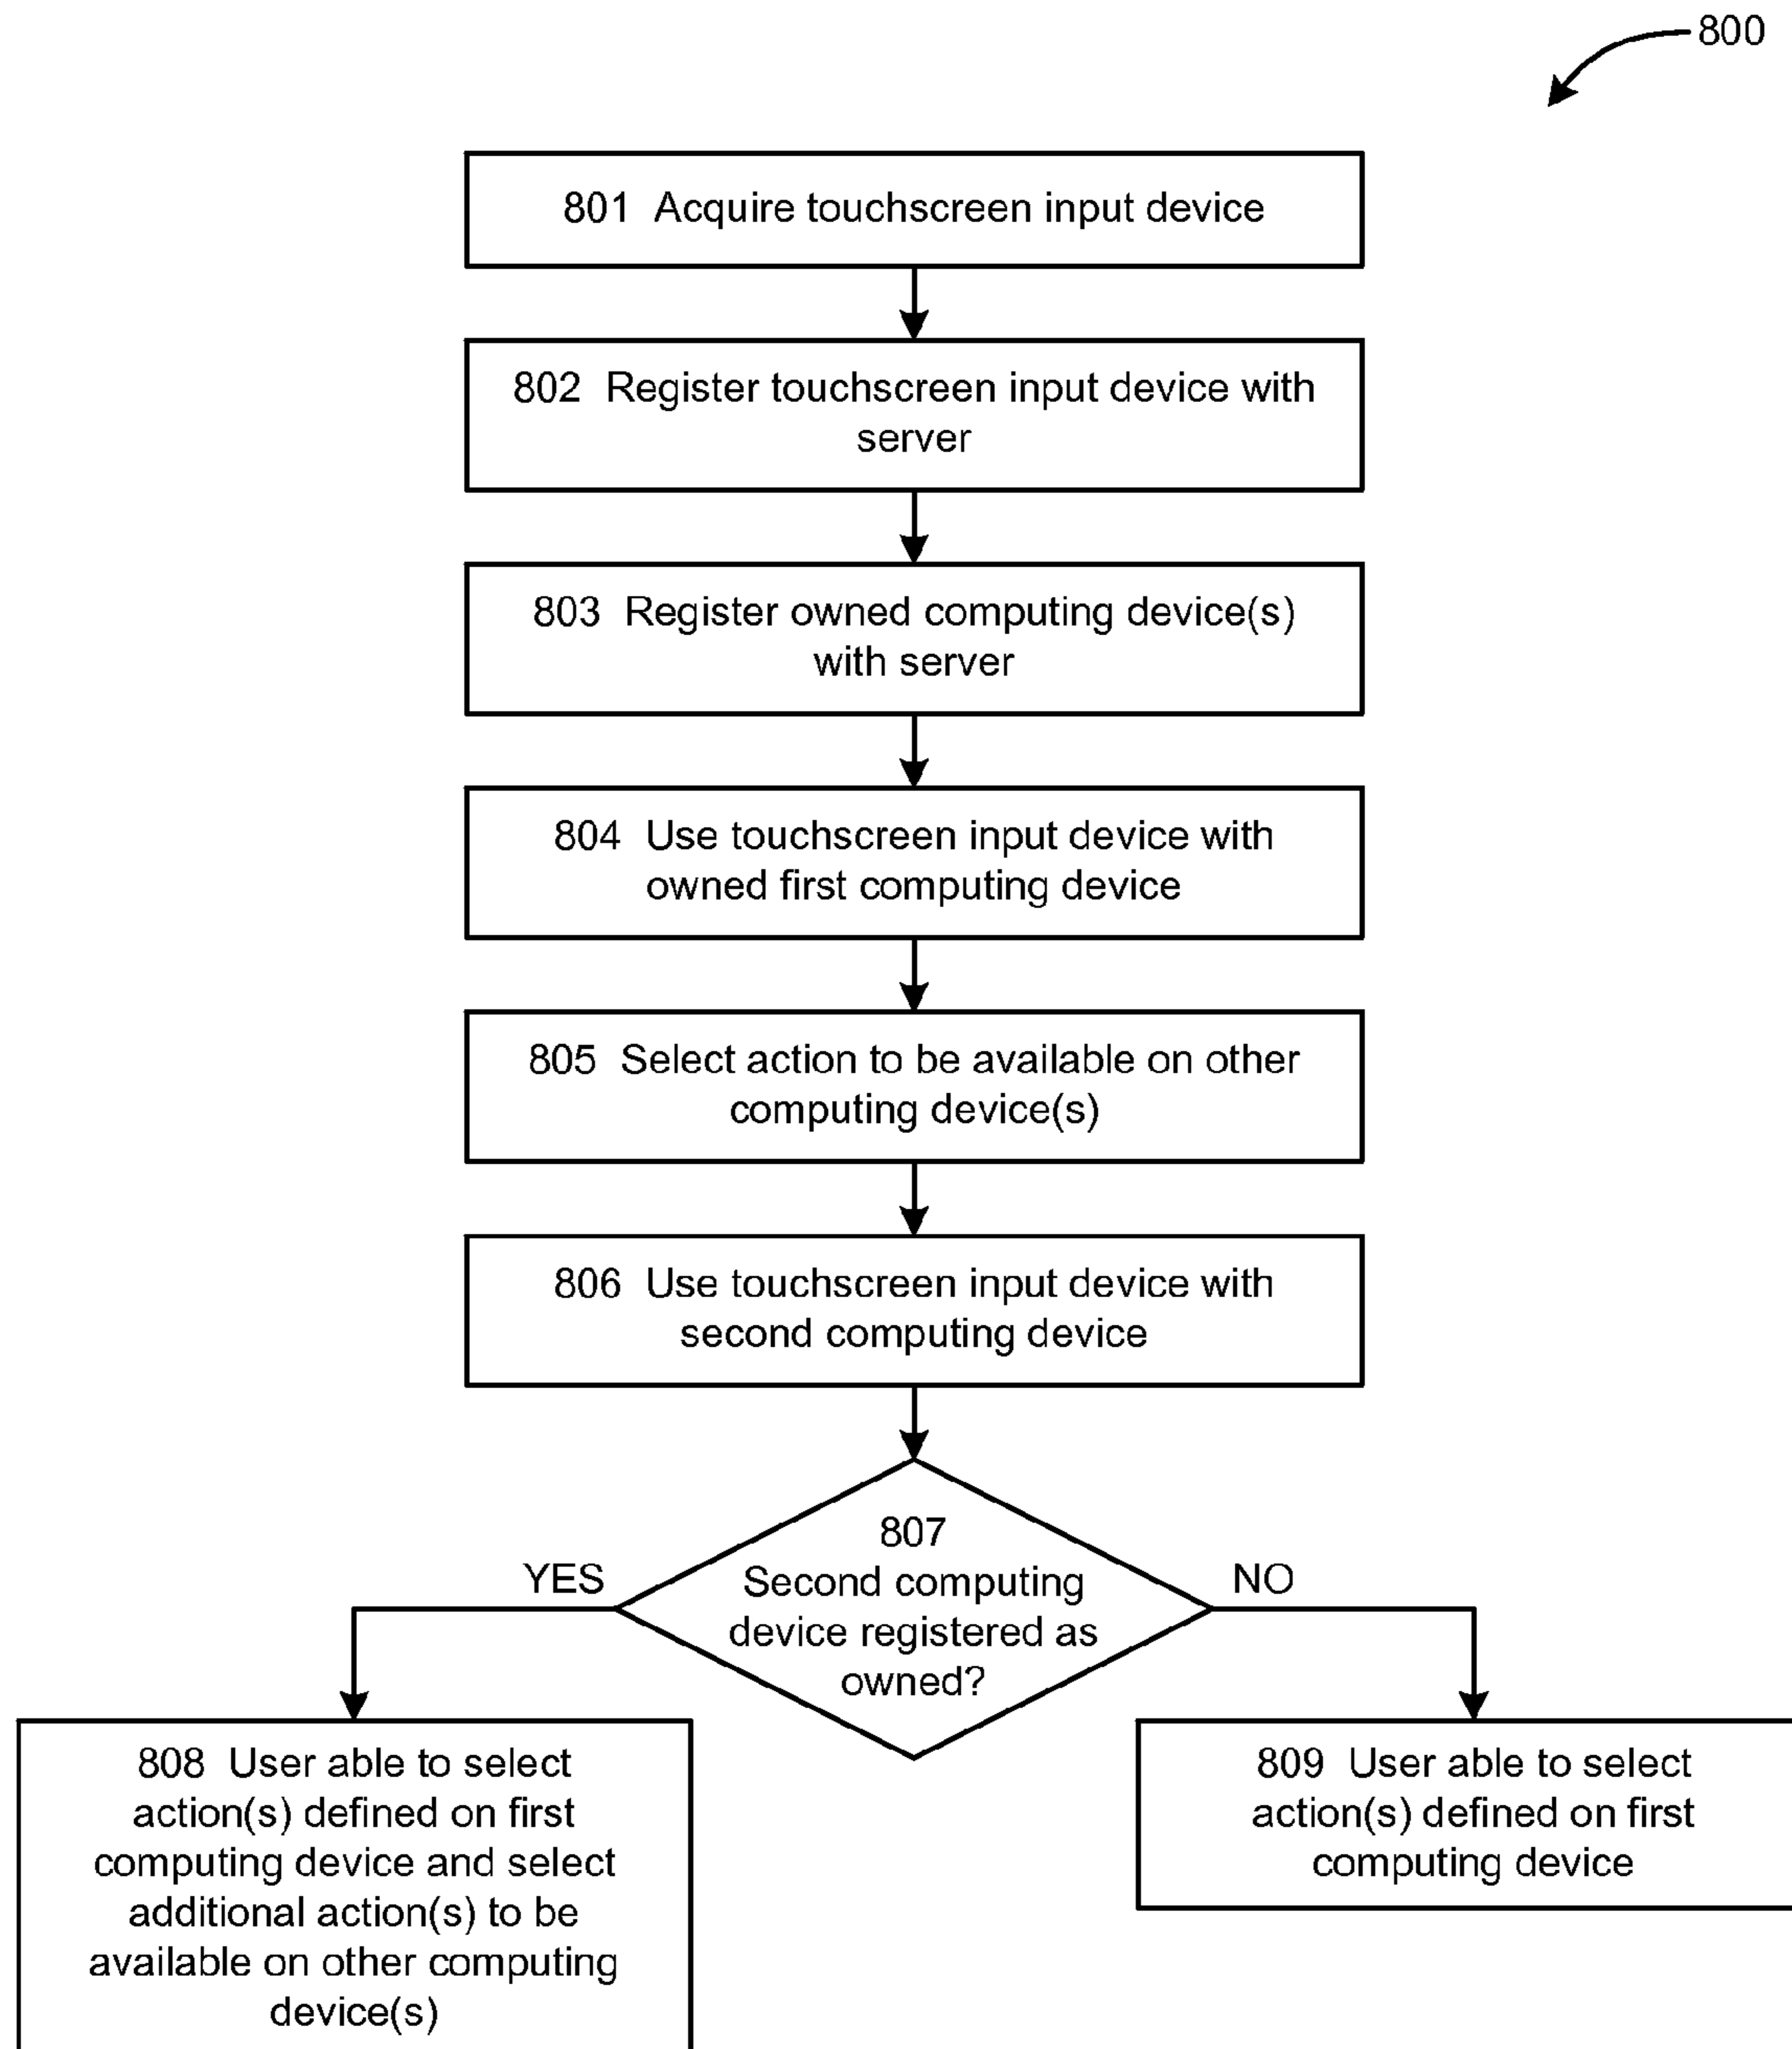 800
801 Acquire touchscreen input device
802 Register touchscreen input device with
server
803 Register owned computing device(s)
with server
804 Use touchscreen input device with
owned first computing device
805 Select action to be available on other
computing device(s)
806 Use touchscreen input device with
second computing device
807
Second computing
device registered as
owned?
YES
NO
808 User able to select
action(s) defined on first
computing device and select
additional action(s) to be
available on other computing
device(s)
809 User able to select
action(s) defined on first
computing device